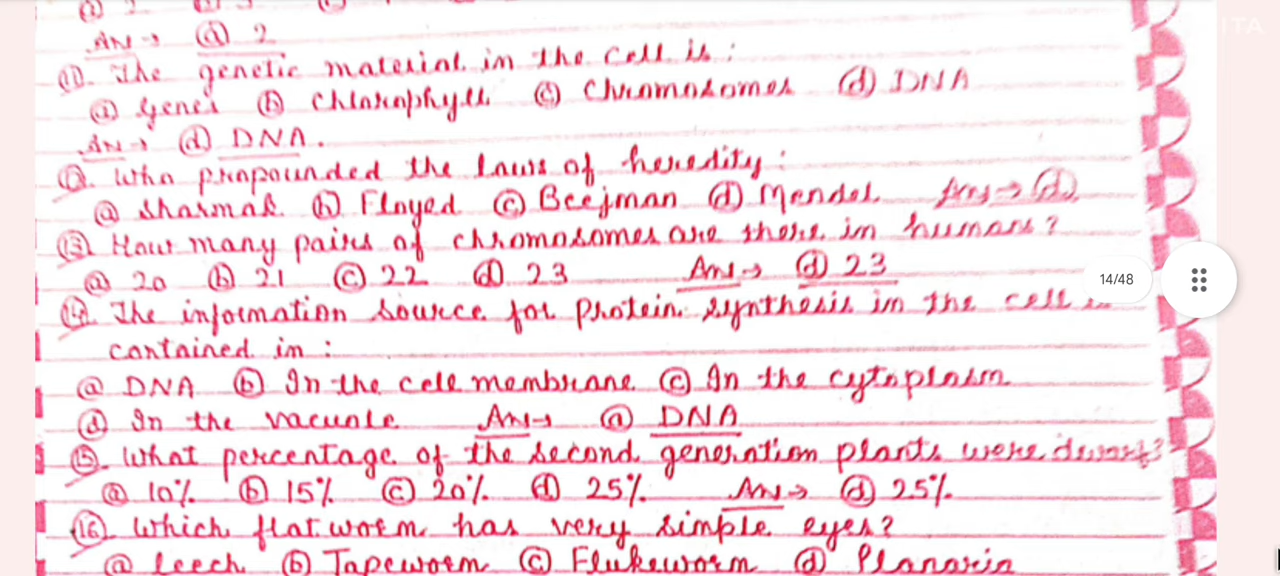 Ans → (a) 2
(11). The genetic material in the cell is :
(a) Genes (b) Chlorophyll (c) Chromosomes (d) DNA
Ans → (d) DNA.
(12). Who propounded the laws of heredity :
(a) Sharmak (b) Floyed (c) Beejman (d) Mendel Ans → (d)
(13) How many pairs of chromosomes are there in humans ?
(a) 20 (b) 21 (c) 22 (d) 23 Ans → (d) 23
(14) The information source for protein synthesis in the cell is
contained in :
(a) DNA (b) In the cell membrane (c) In the cytoplasm
(d) In the vacuole Ans → (a) DNA
(15). What percentage of the second generation plants were dwarf ?
(a) 10% (b) 15% (c) 20% (d) 25% Ans → (d) 25%
(16) Which flatworm has very simple eyes ?
(a) Leech (b) Tapeworm (c) Flukeworm (d) Planaria
14/48